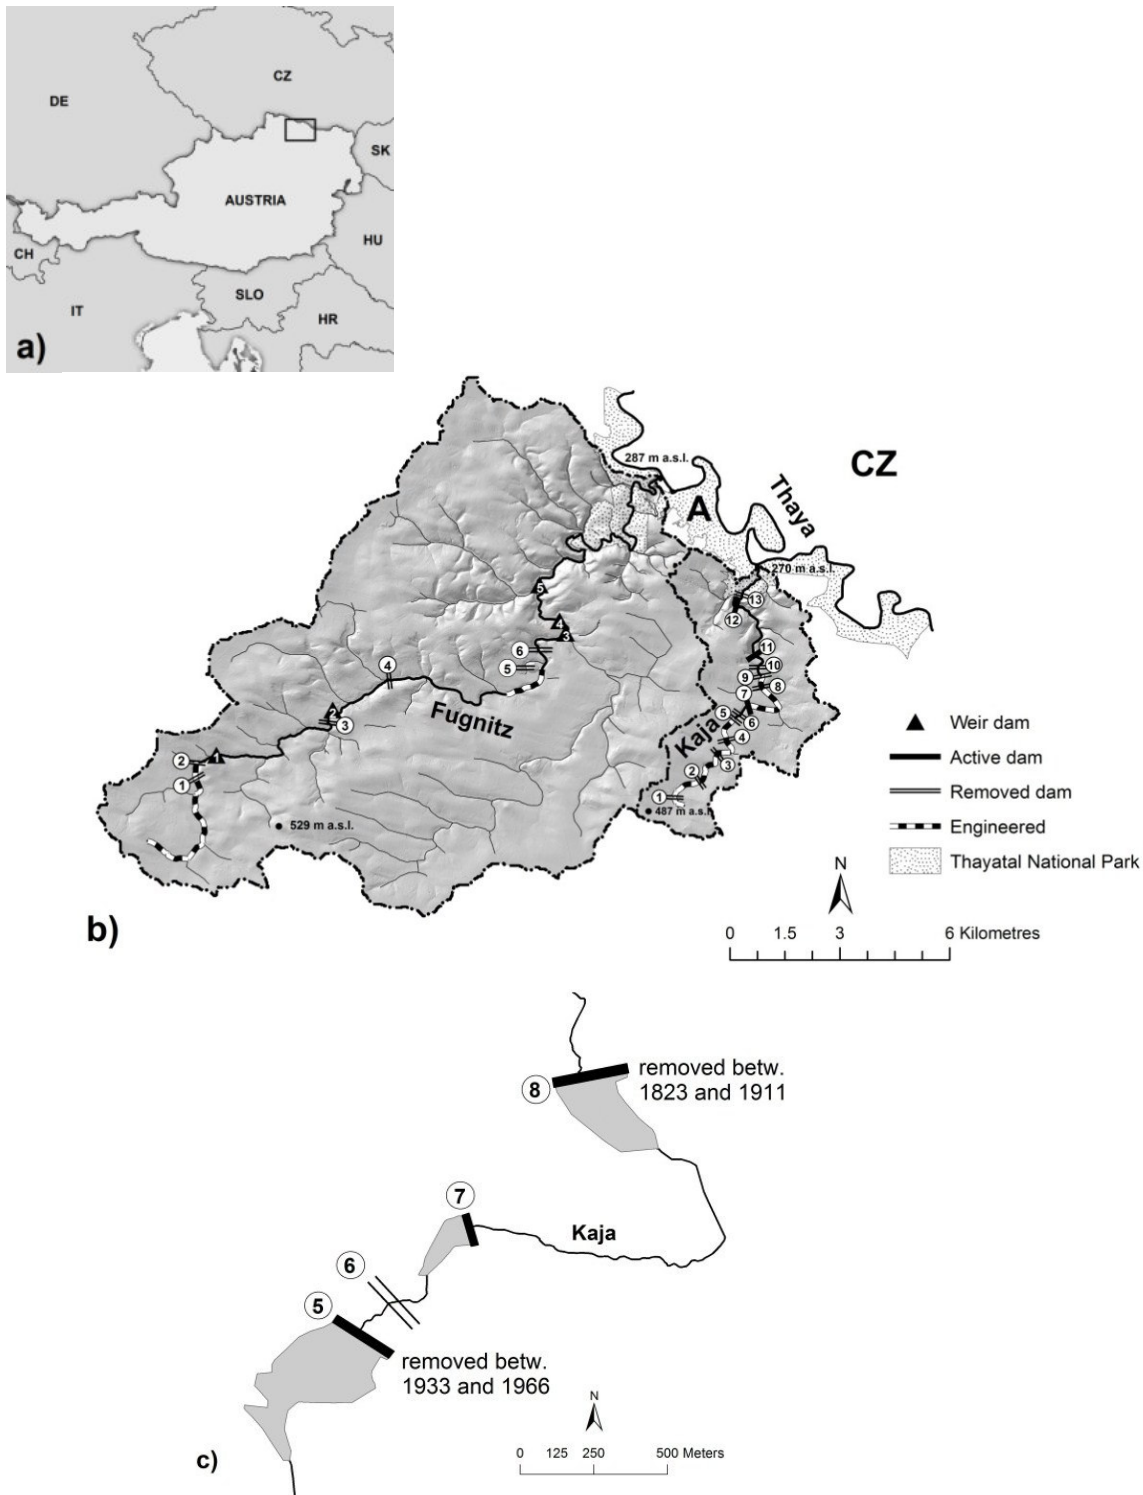 CZ
DE
SK
AUSTRIA
HU
CH
SLO
IT
HR
a)
287 m a.s.l.
CZ
A
Thaya
270 m a.s.l.
5
13
12
4
3
6
11
5
10
4
9
8
7
Fugnitz
Kaja
5
6
2
3
4
2
1
3
1
2
1
487 m a.s.l.
529 m a.s.l.
Weir dam
Active dam
Removed dam
Engineered
Thayatal National Park
N
b)
0 1.5 3 6 Kilometres
8
removed betw.
1823 and 1911
7
Kaja
6
5
removed betw.
1933 and 1966
N
c)
0 125 250 500 Meters